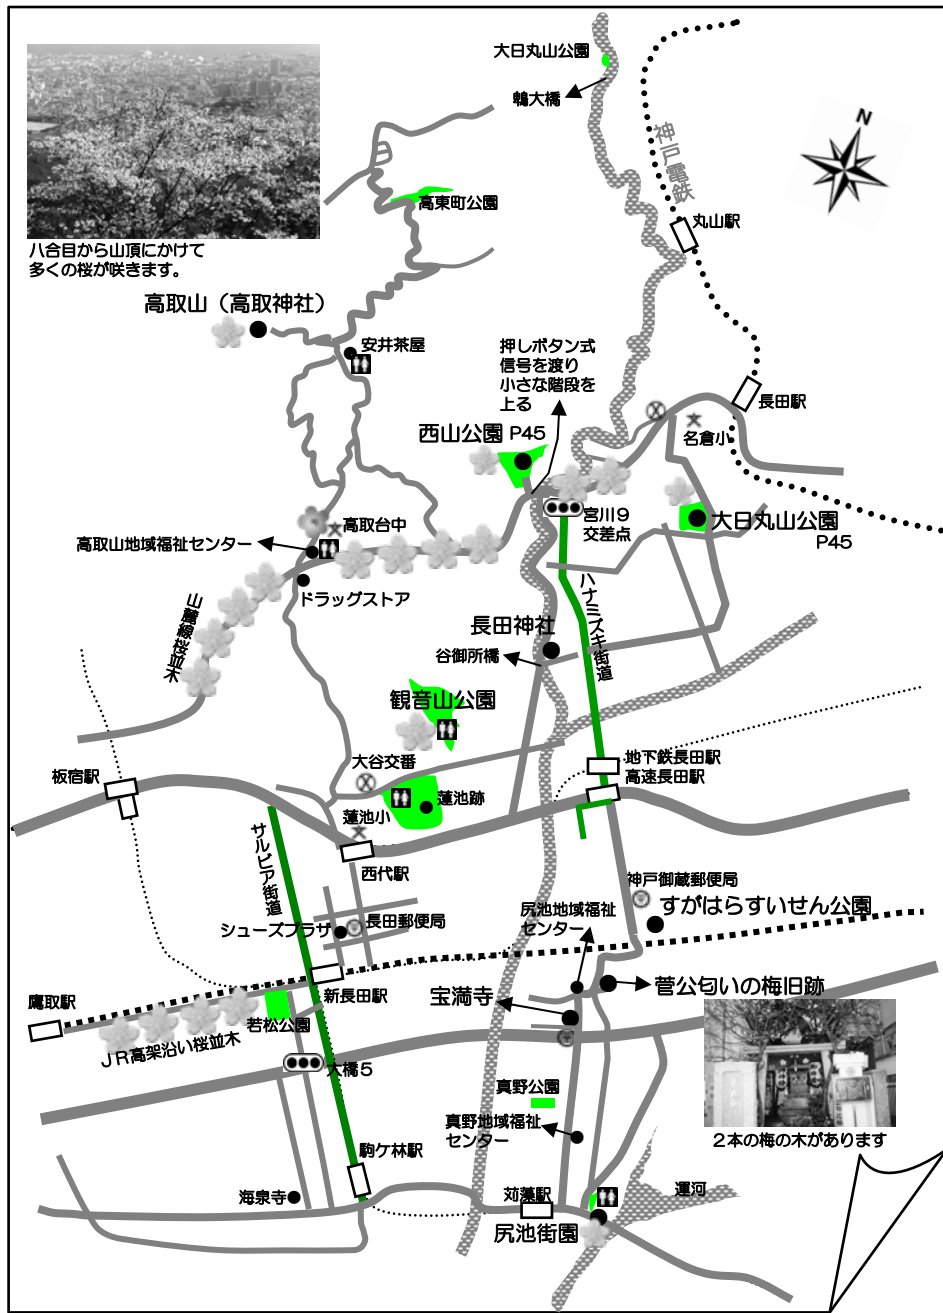 大日丸山公園
鵯大橋
N
神戸電鉄
高東町公園
丸山駅
八合目から山頂にかけて
多くの桜が咲きます。
高取山(高取神社)
安井茶屋
押しボタン式
信号を渡り
小さな階段を
上る
長田駅
西山公園 P45
名倉小
宮川9
交差点
大日丸山公園
P45
高取台中
高取山地域福祉センター
ドラッグストア
山麓線桜並木
ハナミズキ街道
長田神社
谷御所橋
観音山公園
大谷交番
地下鉄長田駅
高速長田駅
板宿駅
蓮池跡
蓮池小
サルビア街道
西代駅
神戸御蔵郵便局
尻池地域福祉
センター
すがはらすいせん公園
長田郵便局
シューズプラザ
新長田駅
宝満寺
菅公匂いの梅旧跡
鷹取駅
若松公園
JR高架沿い桜並木
大橋5
真野公園
真野地域福祉
センター
2本の梅の木があります
駒ケ林駅
海泉寺
苅藻駅
運河
尻池街園